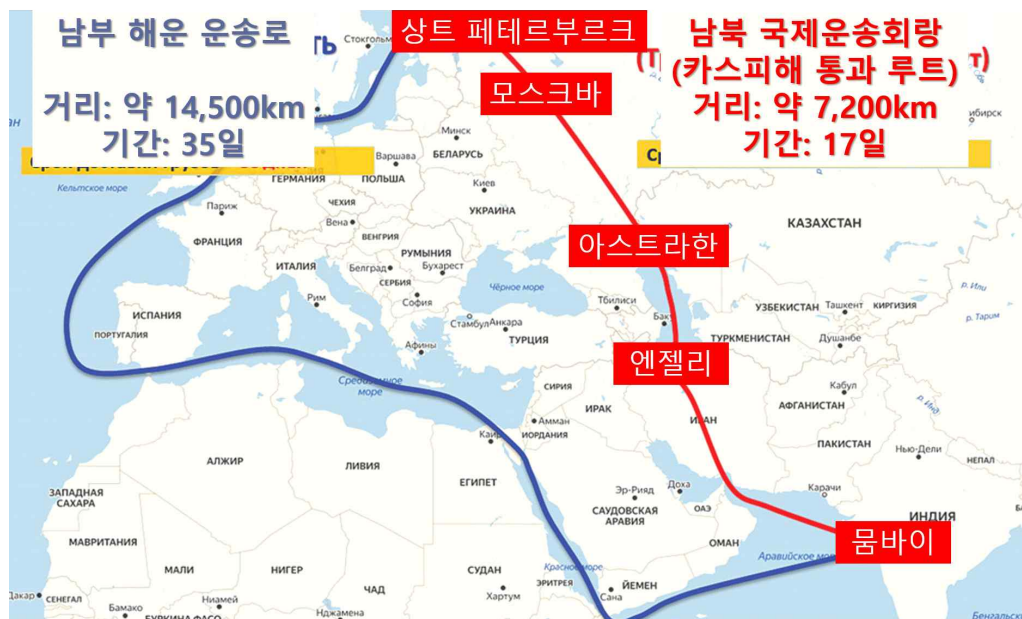 남부 해운 운송로
거리: 약 14,500km
기간: 35일
남북 국제운송회랑
(카스피해 통과 루트)
거리: 약 7,200km
기간: 17일
상트 페테르부르크
모스크바
아스트라한
엔젤리
뭄바이
Минск
БЕЛАРУСЬ
Варшава
ПОЛЬША
ГЕРМАНИЯ
Кельтское море
Париж
ФРАНЦИЯ
ЧЕХИЯ
Вена
ВЕНГРИЯ
Киев
УКРАИНА
КАЗАХСТАН
РУМЫНИЯ
Бухарест
Белград
СЕРБИЯ
София
ИТАЛИЯ
Рим
ИСПАНИЯ
ПОРТУГАЛИЯ
Чёрное море
Тбилиси
Стамбул
Анкара
ТУРЦИЯ
Афины
УЗБЕКИСТАН
Ташкент
КИРГИЗИЯ
р. Или
р. Тарим
ТУРКМЕНИСТАН
Душанбе
Средиземное
море
СИРИЯ
ИРАК
Амман
ИОРДАНИЯ
Каир
ИРАН
Кабул
АФГАНИСТАН
р. Инд
ПАКИСТАН
Нью-Дели
НЕПАЛ
АЛЖИР
ЛИВИЯ
ЕГИПЕТ
Эр-Рияд
САУДОВСКАЯ
АРАВИЯ
Доха
ОАЭ
Карачи
ИНДИЯ
ЗАПАДНАЯ
САХАРА
МАВРИТАНИЯ
МАЛИ
НИГЕР
ЧАД
СУДАН
Хартум
Красное море
ЭРИТРЕЯ
ЙЕМЕН
Сана
ОМАН
СЕНЕГАЛ
Бамако
Ниамей
Нджамена